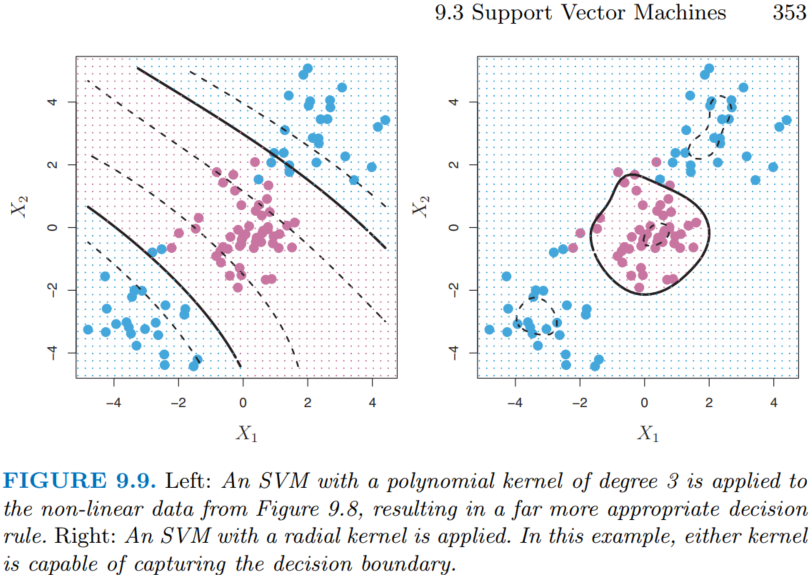 9.3 Support Vector Machines 353
4
2
0
−2
−4
X2
−4 −2 0 2 4
X1
4
2
0
−2
−4
X2
−4 −2 0 2 4
X1
FIGURE 9.9. Left: An SVM with a polynomial kernel of degree 3 is applied to
the non-linear data from Figure 9.8, resulting in a far more appropriate decision
rule. Right: An SVM with a radial kernel is applied. In this example, either kernel
is capable of capturing the decision boundary.